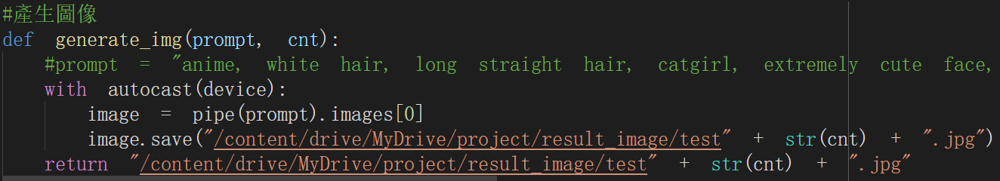 #產生圖像
def generate_img(prompt, cnt):
#prompt = "anime, white hair, long straight hair, catgirl, extremely cute face,
with autocast(device):
image = pipe(prompt).images[0]
image.save("/content/drive/MyDrive/project/result_image/test" + str(cnt) + ".jpg")
return "/content/drive/MyDrive/project/result_image/test" + str(cnt) + ".jpg"